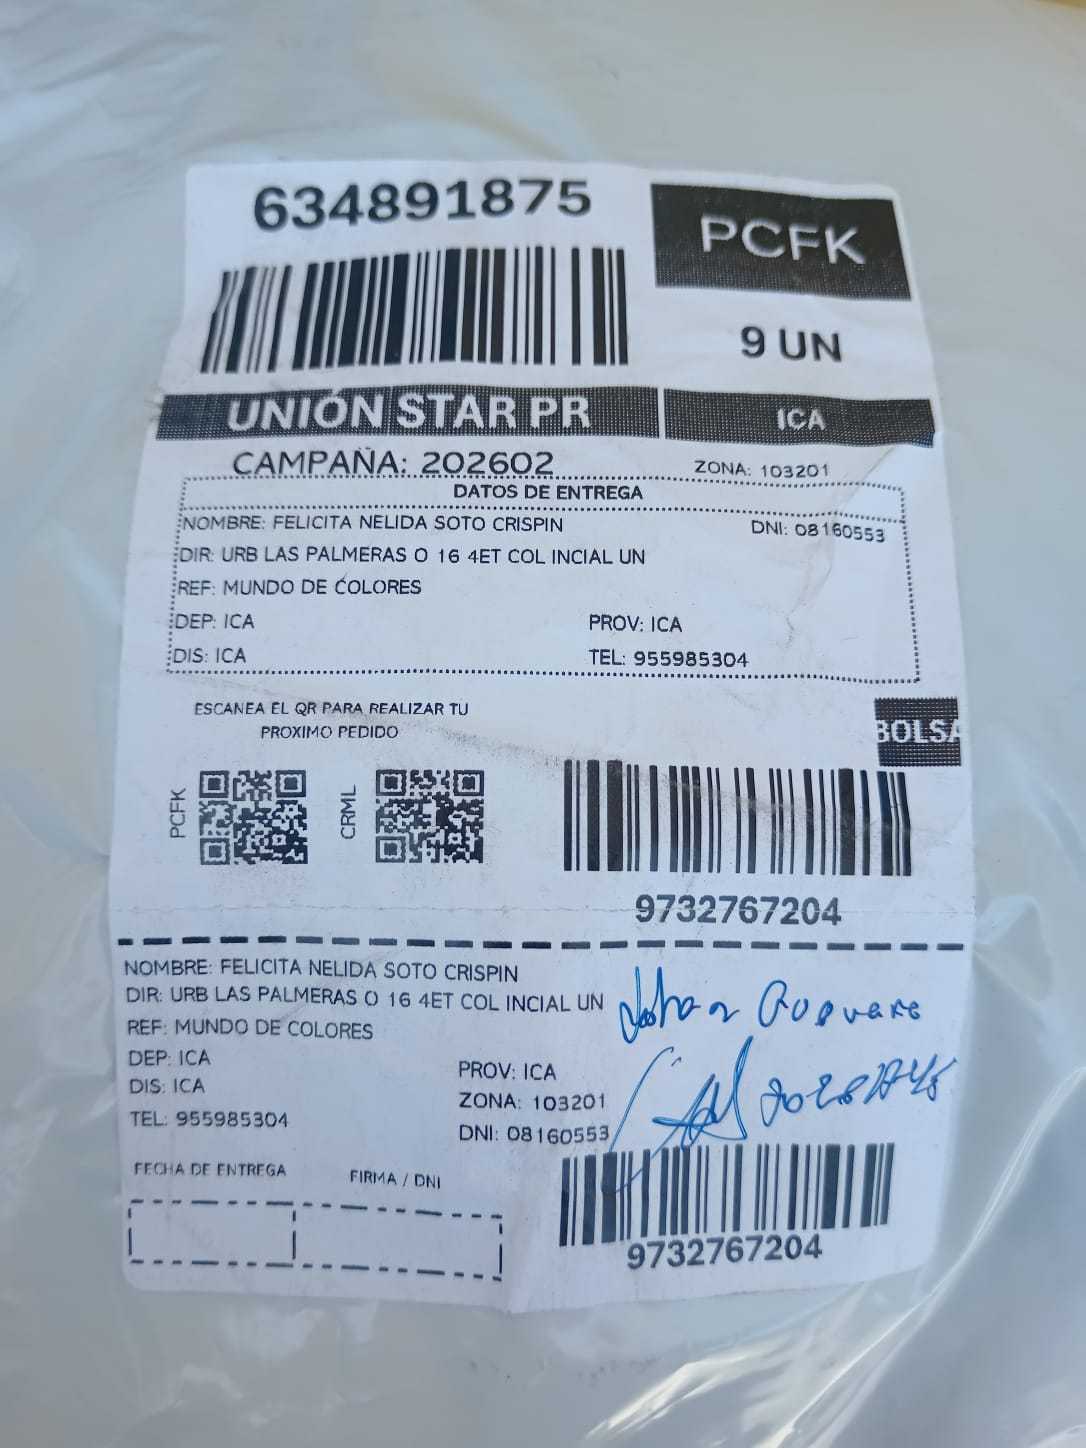 634891875
PCFK
9 UN
UNIÓN STAR PR
ICA
CAMPAÑA: 202602
ZONA: 103201
DATOS DE ENTREGA
NOMBRE: FELICITA NELIDA SOTO CRISPIN
DNI: 08160553
DIR: URB LAS PALMERAS O 16 4ET COL INCIAL UN
REF: MUNDO DE COLORES
DEP: ICA
PROV: ICA
DIS: ICA
TEL: 955985304
ESCANEA EL QR PARA REALIZAR TU
PROXIMO PEDIDO
BOLSA
PCFK
CRML
9732767204
NOMBRE: FELICITA NELIDA SOTO CRISPIN
DIR: URB LAS PALMERAS O 16 4ET COL INCIAL UN
REF: MUNDO DE COLORES
DEP: ICA
PROV: ICA
DIS: ICA
ZONA: 103201
TEL: 955985304
DNI: 08160553
FECHA DE ENTREGA
FIRMA / DNI
9732767204